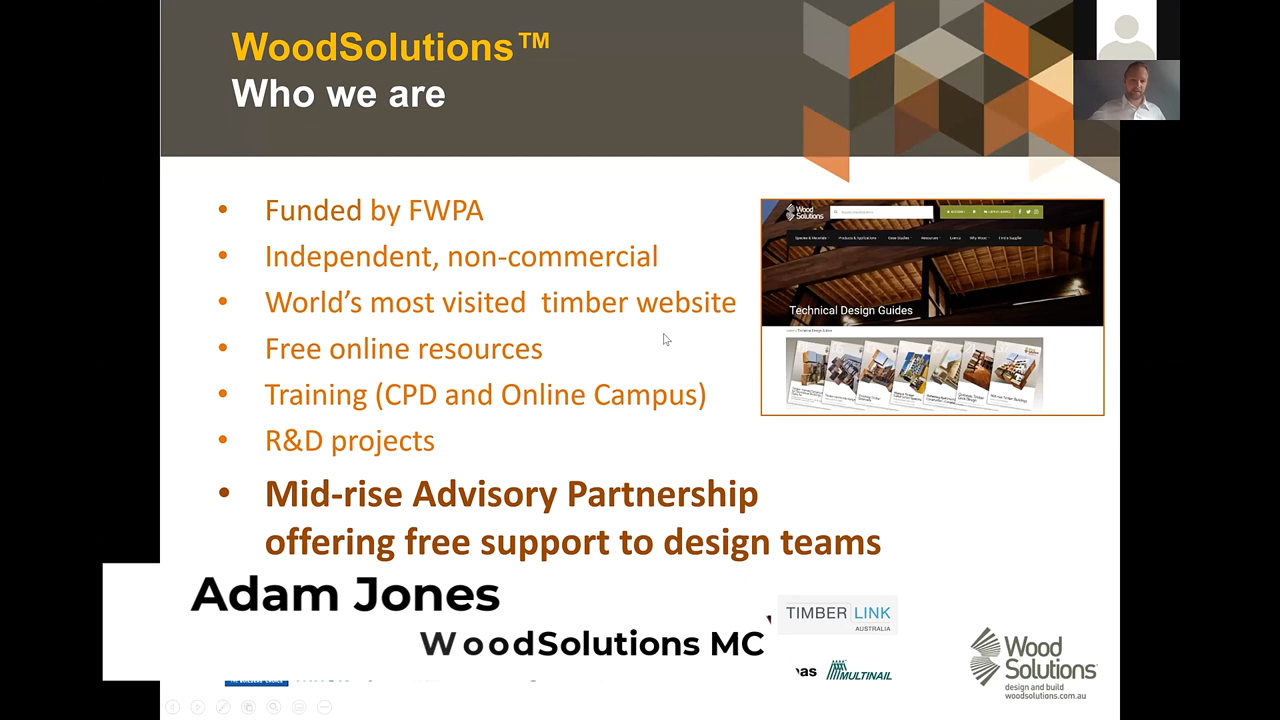 WoodSolutions™
Who we are
• Funded by FWPA
• Independent, non-commercial
• World’s most visited timber website
• Free online resources
• Training (CPD and Online Campus)
• R&D projects
• Mid-rise Advisory Partnership
offering free support to design teams
Wood
Solutions
Technical Design Guides
Adam Jones
WoodSolutions MC
TIMBER LINK
AUSTRALIA
MULTINAIL
Wood
Solutions
design and build
woodsolutions.com.au